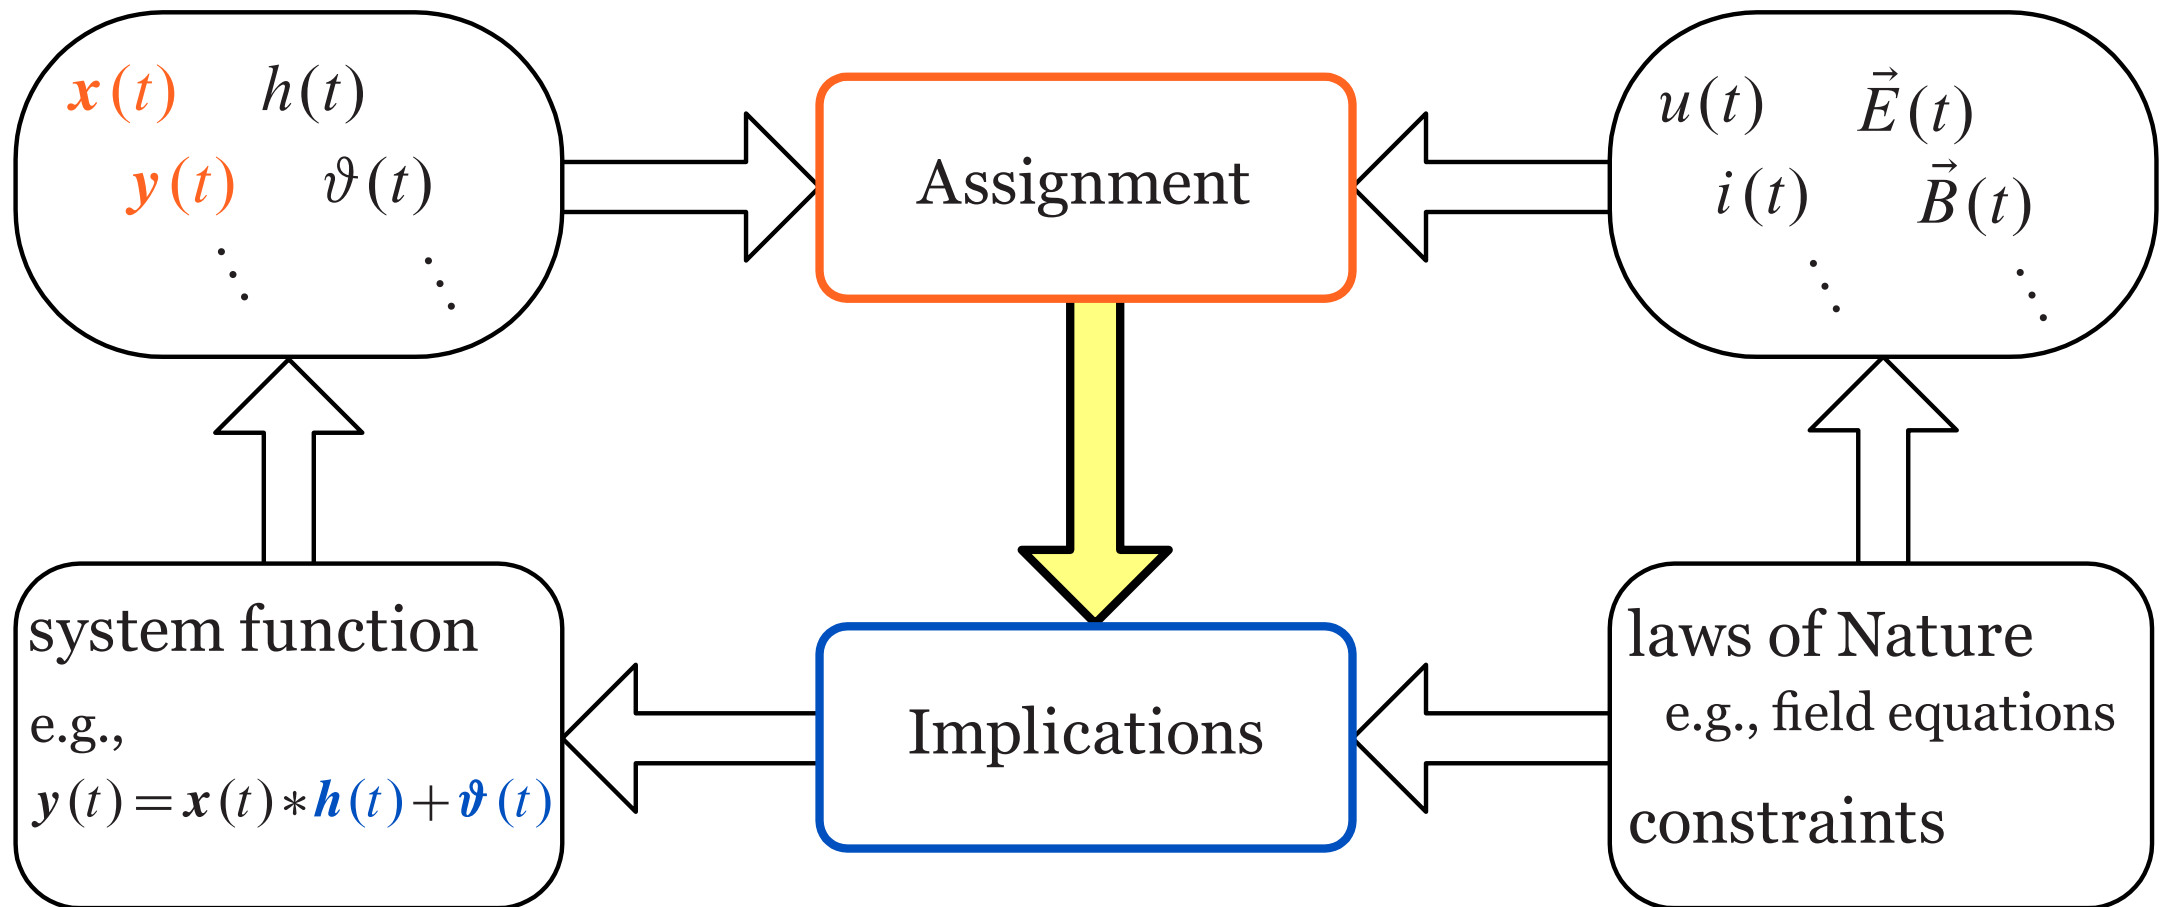 x(t) h(t)
y(t) ϑ(t)
⋱ ⋱
Assignment
u(t) E⃗(t)
i(t) B⃗(t)
⋱ ⋱
system function
e.g.,
y(t)=x(t)*h(t)+ϑ(t)
Implications
laws of Nature
e.g., field equations
constraints